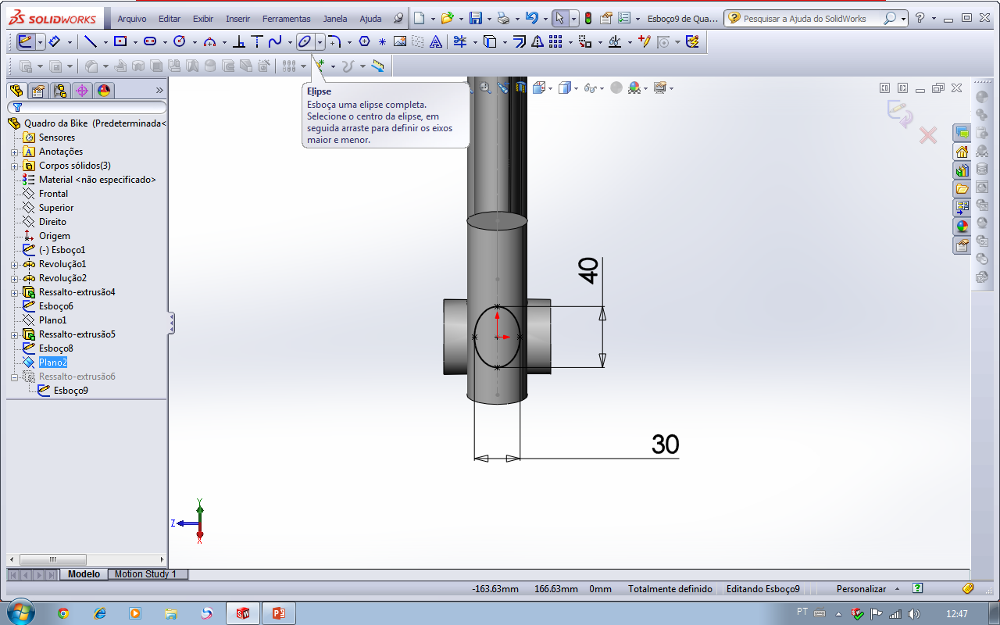 SOLIDWORKS
Arquivo Editar Exibir Inserir Ferramentas Janela Ajuda
Esboço9 de Qua...
Pesquisar a Ajuda do SolidWorks
Elipse
Esboça uma elipse completa.
Selecione o centro da elipse, em
seguida arraste para definir os eixos
maior e menor.
Quadro da Bike (Predeterminada<
Sensores
Anotações
Corpos sólidos(3)
Material <não especificado>
Frontal
Superior
Direito
Origem
(-) Esboço1
Revolução1
Revolução2
Ressalto-extrusão4
Esboço6
Plano1
Ressalto-extrusão5
Esboço8
Plano2
Ressalto-extrusão6
Esboço9
40
30
Y
Z
X
Modelo Motion Study 1
-163.63mm 166.63mm 0mm Totalmente definido Editando Esboço9 Personalizar
PT 12:47